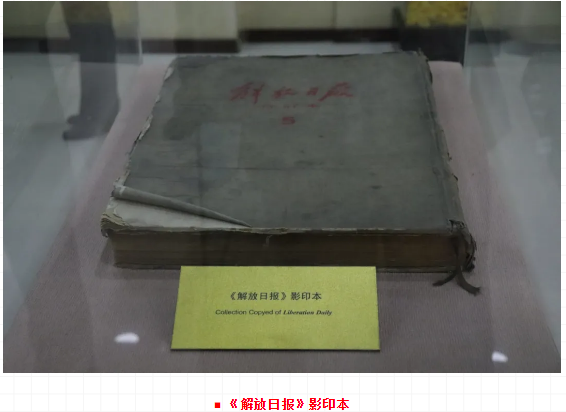 解放日报
5
《解放日报》影印本
Collection Copyed of Liberation Daily
■ 《解放日报》影印本